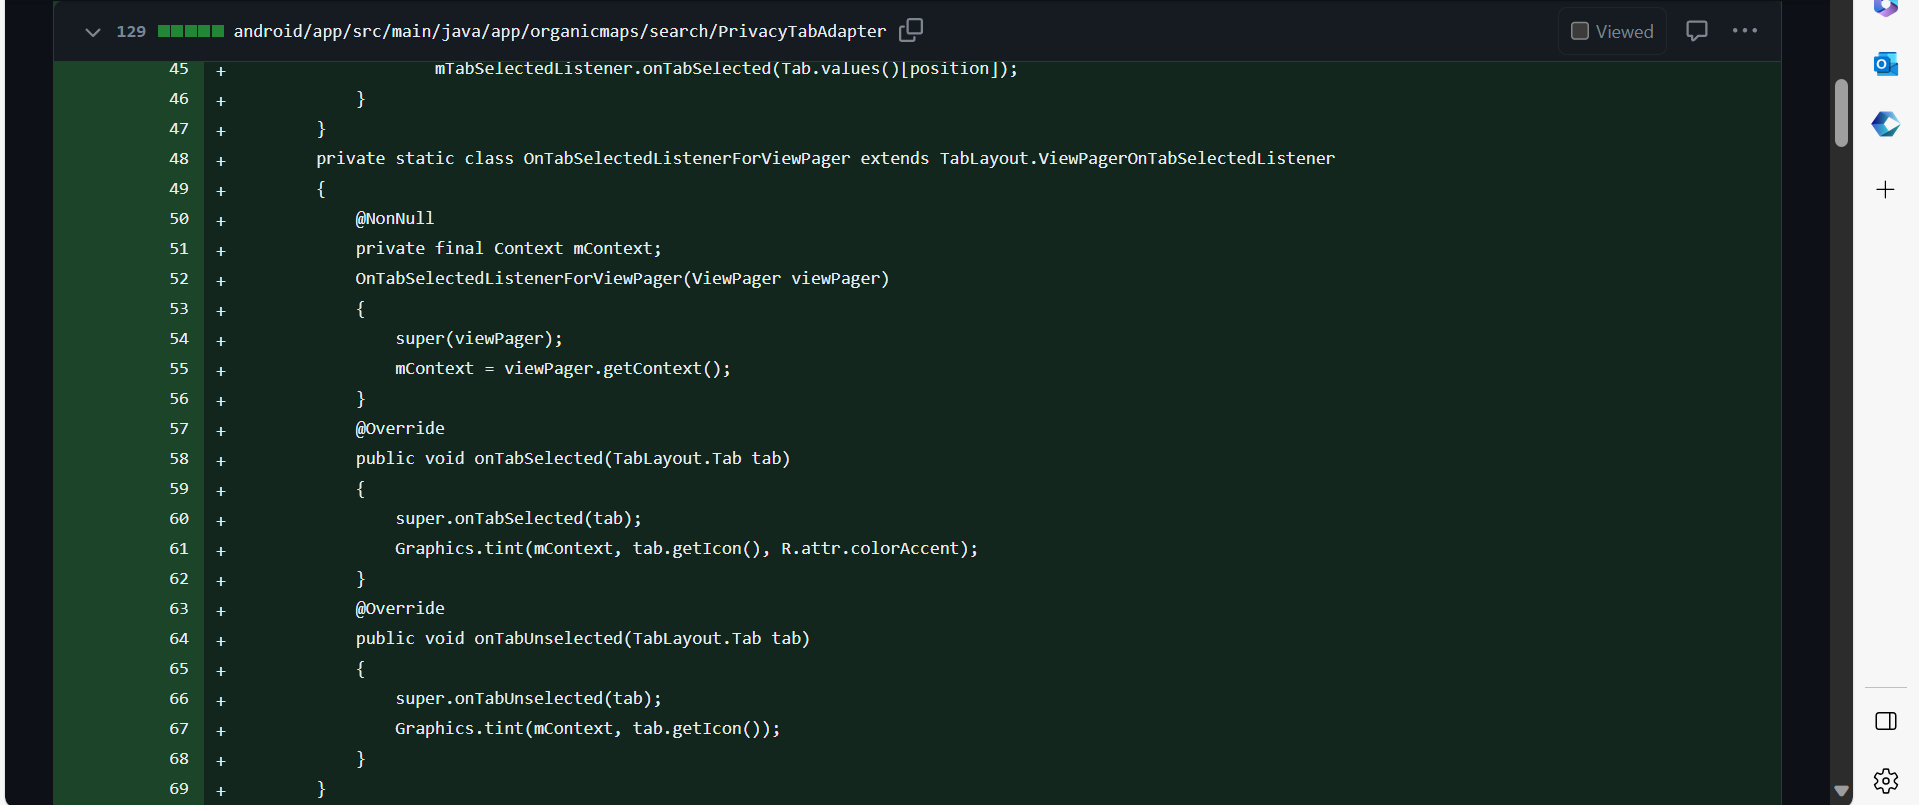 129 android/app/src/main/java/app/organicmaps/search/PrivacyTabAdapter Viewed
45 + mTabSelectedListener.onTabSelected(Tab.values()[position]);
46 + }
47 + }
48 + private static class OnTabSelectedListenerForViewPager extends TabLayout.ViewPagerOnTabSelectedListener
49 + {
50 + @NonNull
51 + private final Context mContext;
52 + OnTabSelectedListenerForViewPager(ViewPager viewPager)
53 + {
54 + super(viewPager);
55 + mContext = viewPager.getContext();
56 + }
57 + @Override
58 + public void onTabSelected(TabLayout.Tab tab)
59 + {
60 + super.onTabSelected(tab);
61 + Graphics.tint(mContext, tab.getIcon(), R.attr.colorAccent);
62 + }
63 + @Override
64 + public void onTabUnselected(TabLayout.Tab tab)
65 + {
66 + super.onTabUnselected(tab);
67 + Graphics.tint(mContext, tab.getIcon());
68 + }
69 + }